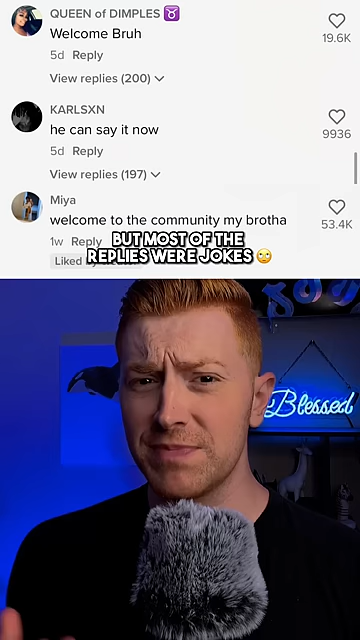 QUEEN of DIMPLES ♉
Welcome Bruh
19.6K
5d Reply
View replies (200)
KARLSXN
he can say it now
9936
5d Reply
View replies (197)
Miya
welcome to the community my brotha
53.4K
1w Reply
BUT MOST OF THE
REPLIES WERE JOKES 🙄
Liked
Blessed